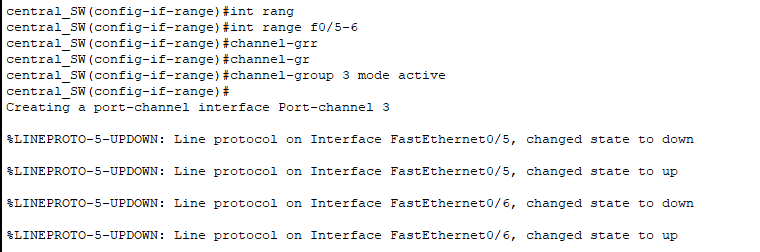 central_SW(config-if-range)#int rang
central_SW(config-if-range)#int range f0/5-6
central_SW(config-if-range)#channel-grr
central_SW(config-if-range)#channel-gr
central_SW(config-if-range)#channel-group 3 mode active
central_SW(config-if-range)#
Creating a port-channel interface Port-channel 3
%LINEPROTO-5-UPDOWN: Line protocol on Interface FastEthernet0/5, changed state to down
%LINEPROTO-5-UPDOWN: Line protocol on Interface FastEthernet0/5, changed state to up
%LINEPROTO-5-UPDOWN: Line protocol on Interface FastEthernet0/6, changed state to down
%LINEPROTO-5-UPDOWN: Line protocol on Interface FastEthernet0/6, changed state to up